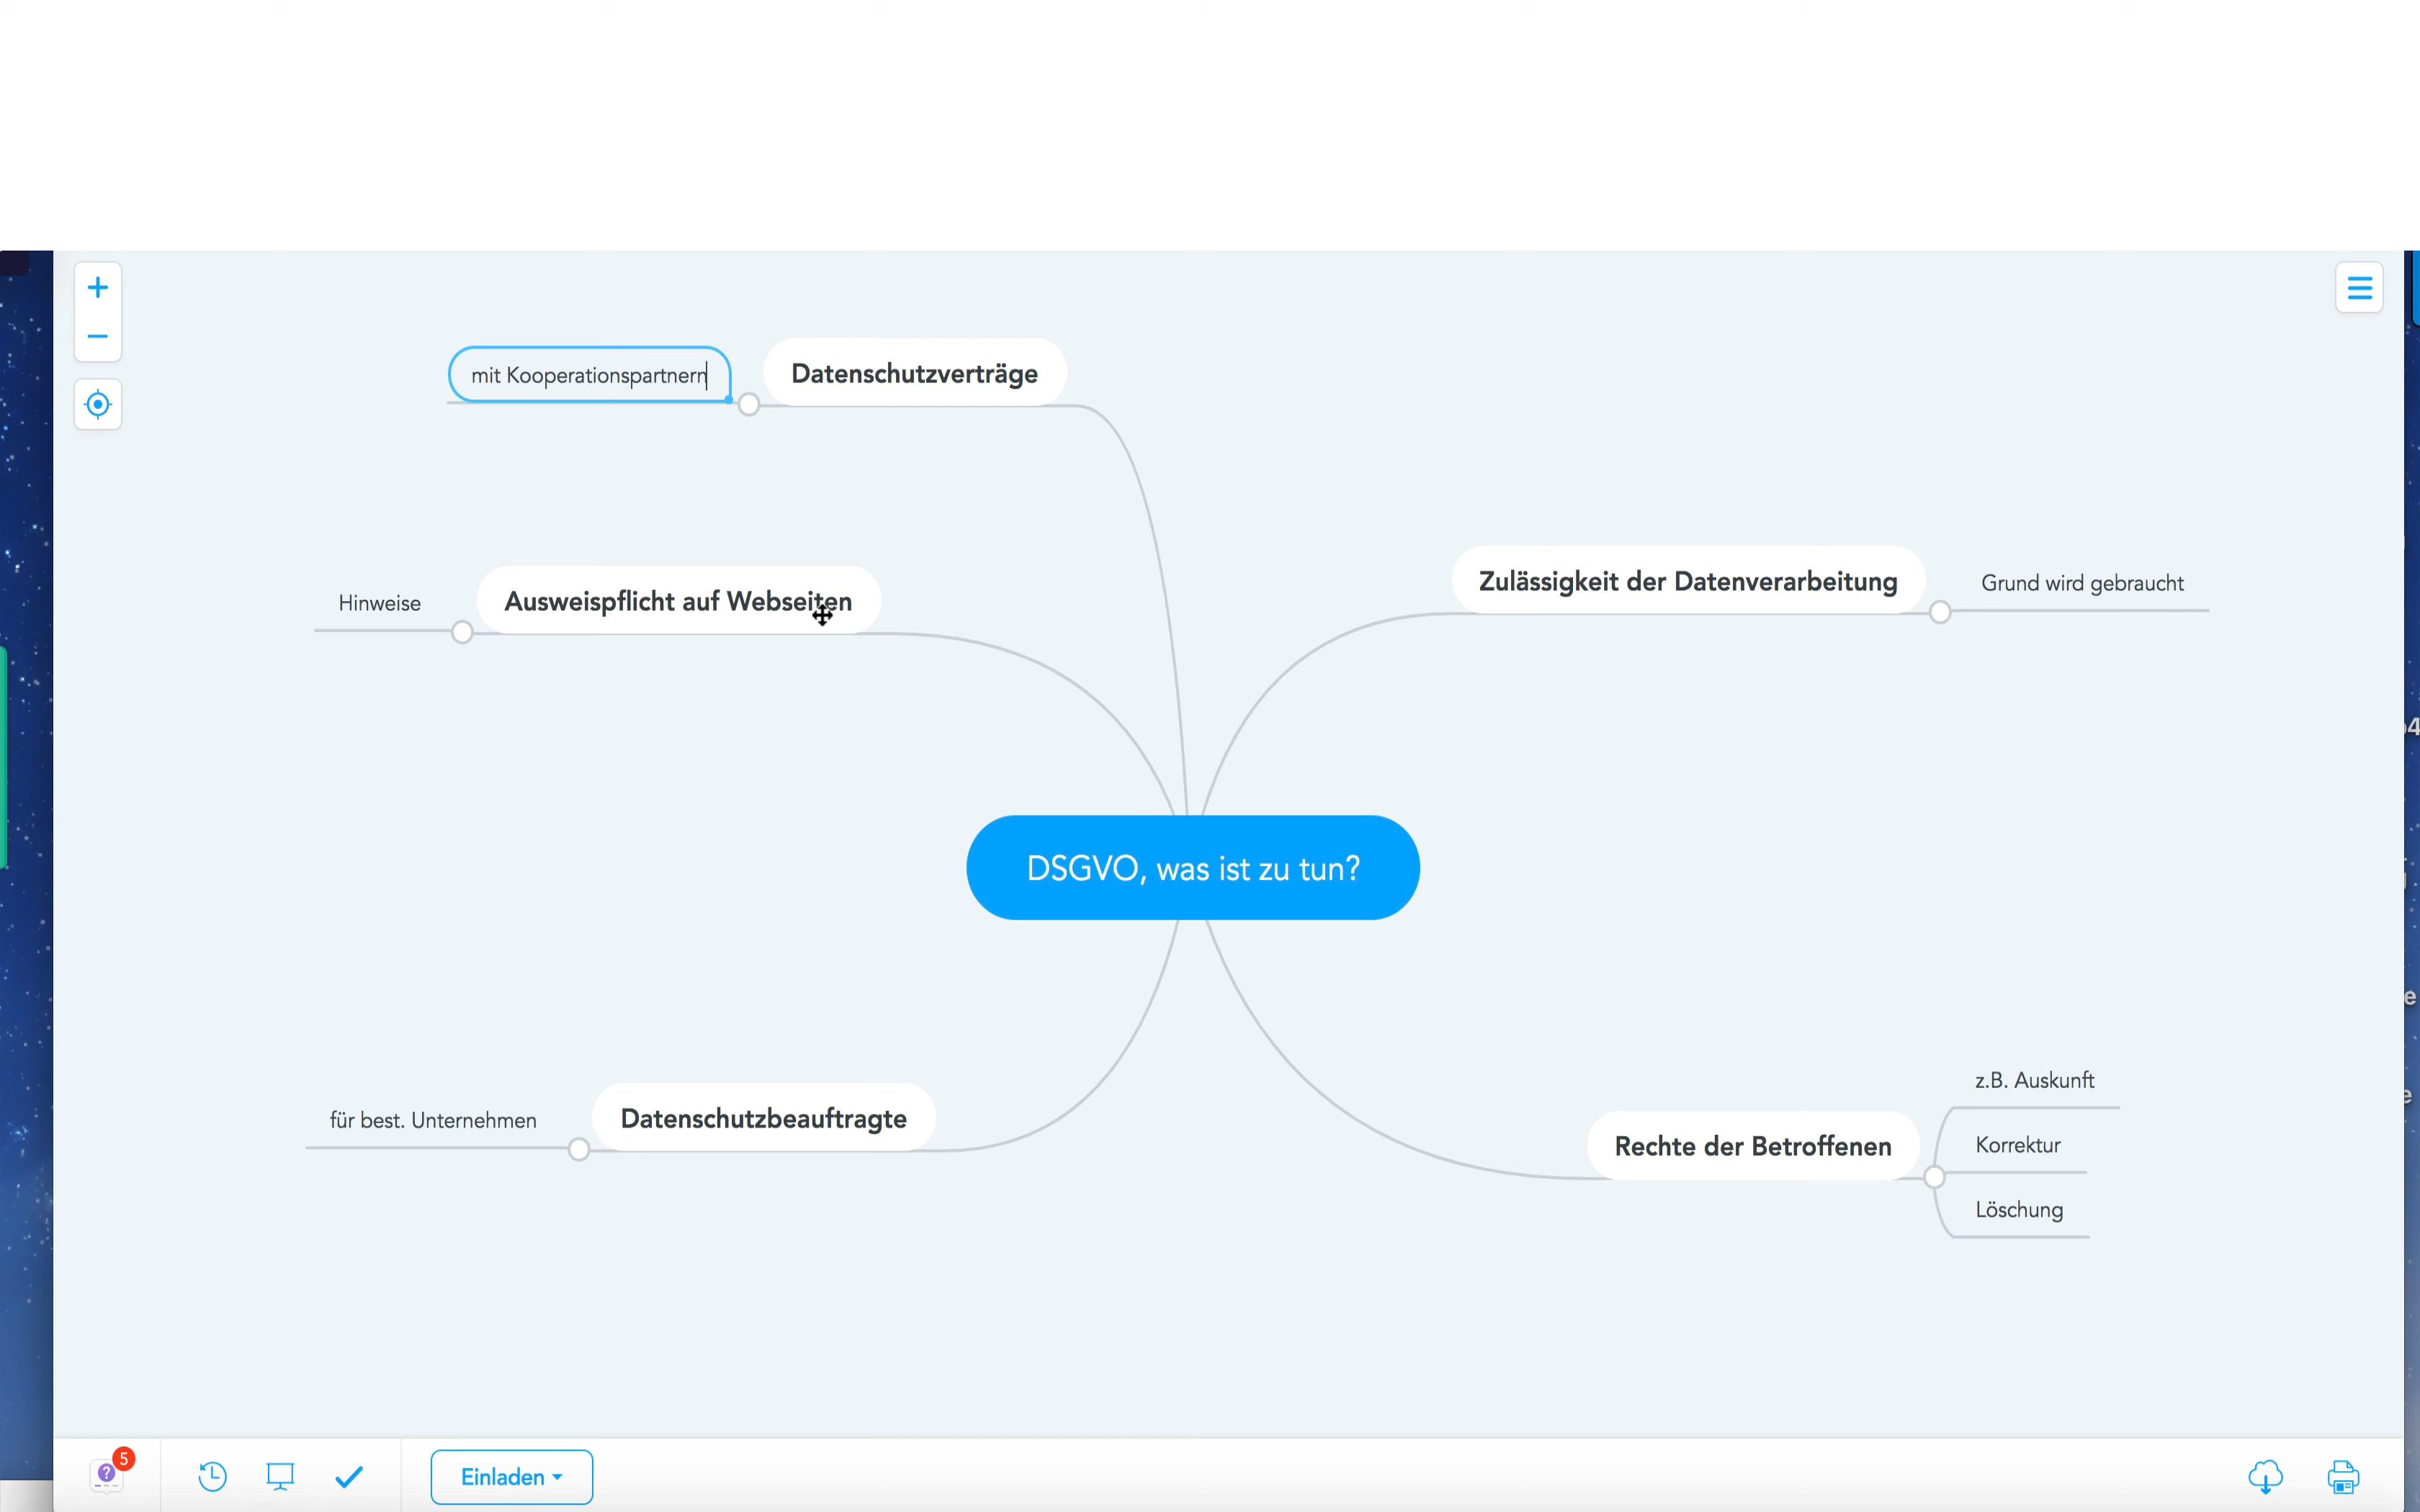 mit Kooperationspartnern
Datenschutzverträge
Hinweise
Ausweispflicht auf Webseiten
Zulässigkeit der Datenverarbeitung
Grund wird gebraucht
DSGVO, was ist zu tun?
für best. Unternehmen
Datenschutzbeauftragte
Rechte der Betroffenen
z.B. Auskunft
Korrektur
Löschung
5
?
Einladen